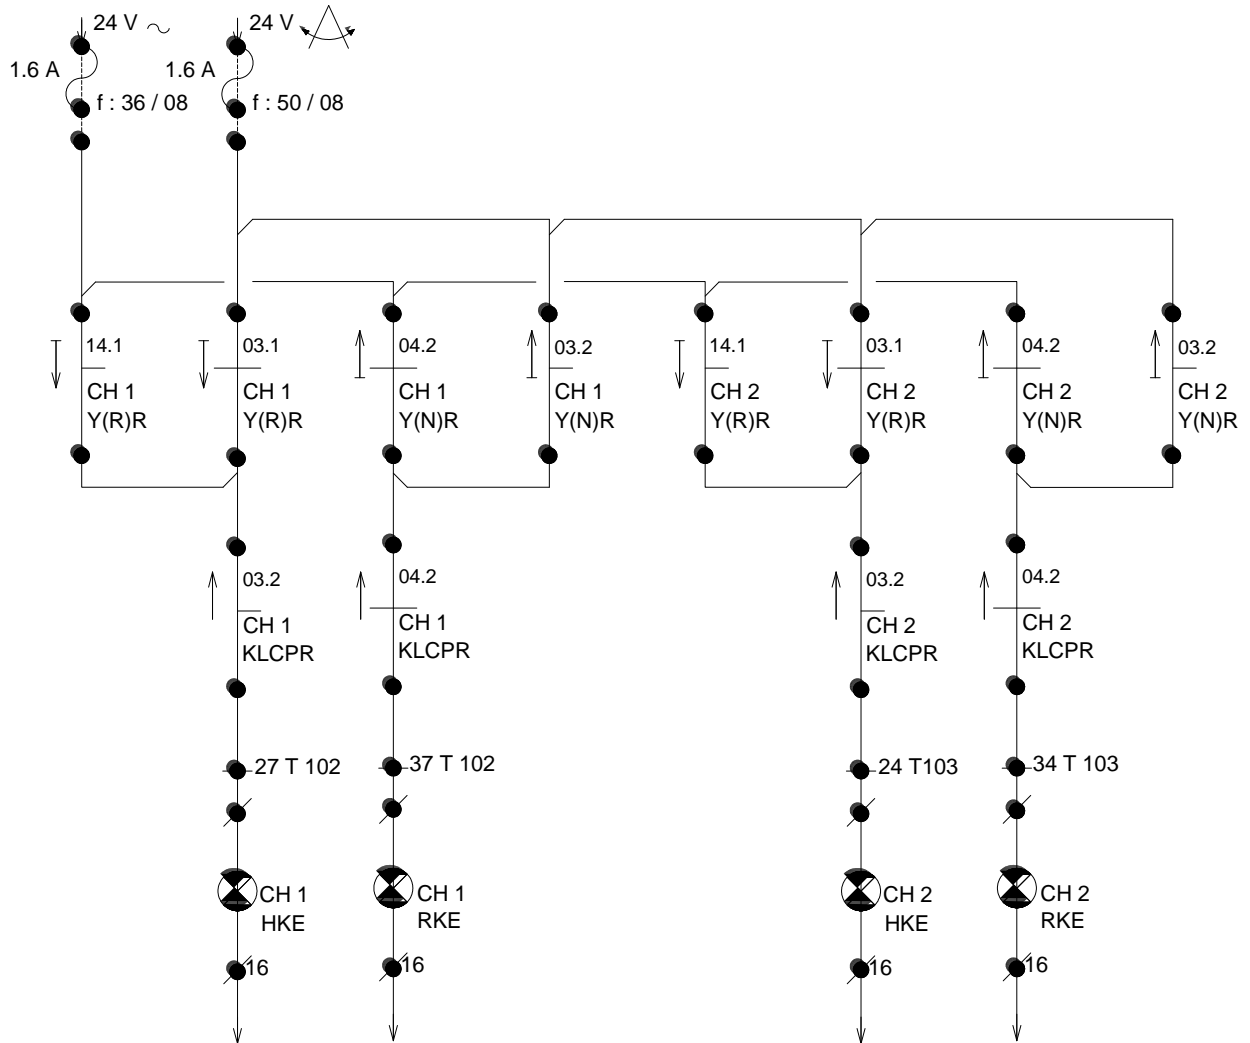 24 V
24 V
1.6 A
1.6 A
f : 36 / 08
f : 50 / 08
14.1
03.1
04.2
03.2
14.1
03.1
04.2
03.2
CH 1
CH 1
CH 1
CH 1
CH 2
CH 2
CH 2
CH 2
Y(R)R
Y(R)R
Y(N)R
Y(N)R
Y(R)R
Y(R)R
Y(N)R
Y(N)R
03.2
04.2
03.2
04.2
CH 1
CH 1
CH 2
CH 2
KLCPR
KLCPR
KLCPR
KLCPR
27 T 102
37 T 102
24 T103
34 T 103
CH 1
CH 1
CH 2
CH 2
HKE
RKE
HKE
RKE
16
16
16
16